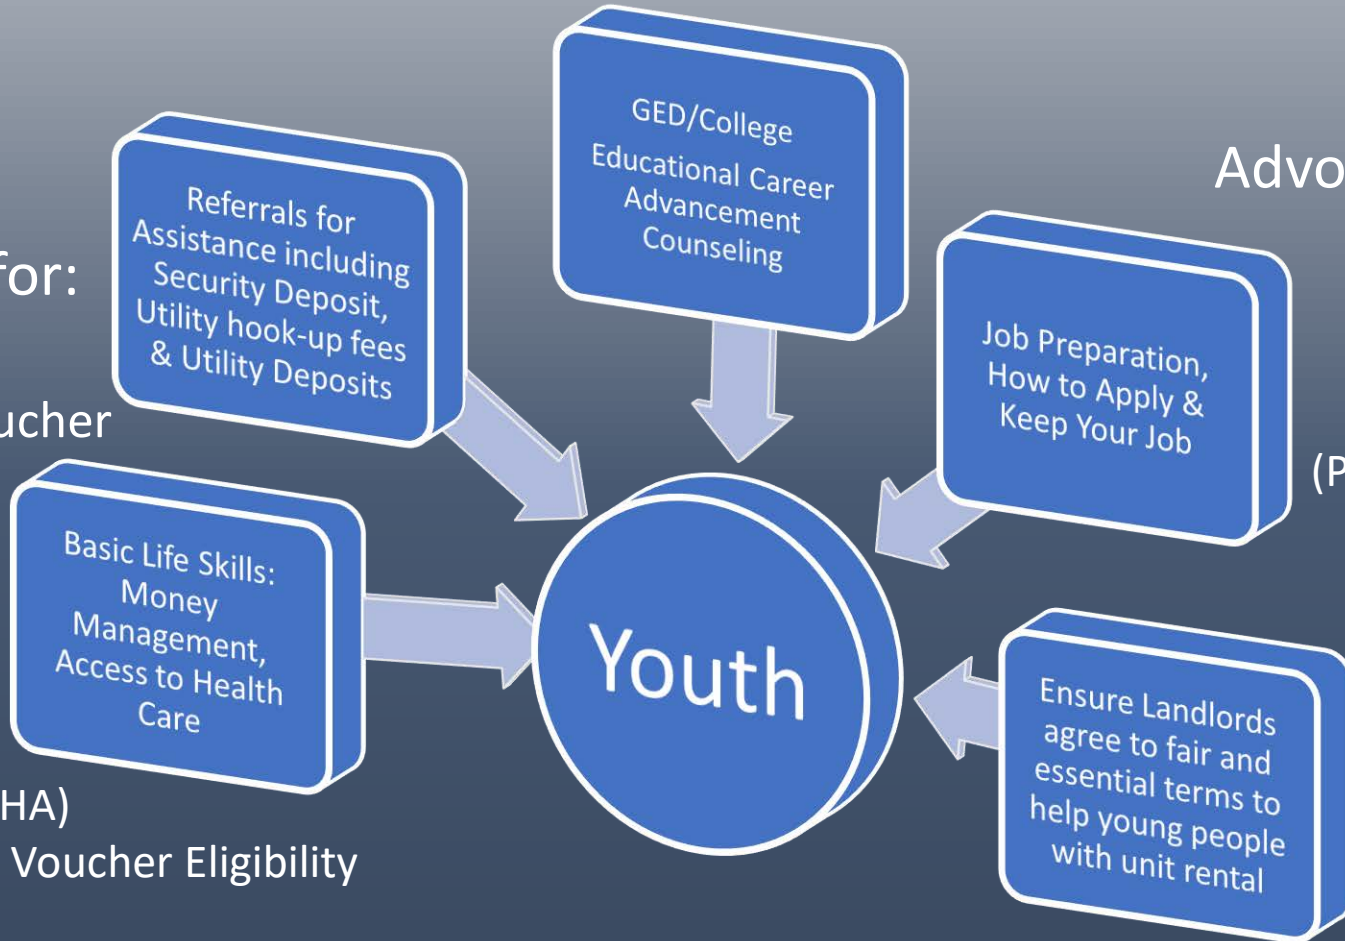 GED/College
Educational Career
Advancement
Counseling
Advo
Referrals for
Assistance including
Security Deposit,
Utility hook-up fees
& Utility Deposits
for:
ucher
Job Preparation,
How to Apply &
Keep Your Job
(P
Basic Life Skills:
Money
Management,
Access to Health
Care
Youth
Ensure Landlords
agree to fair and
essential terms to
help young people
with unit rental
HA)
Voucher Eligibility